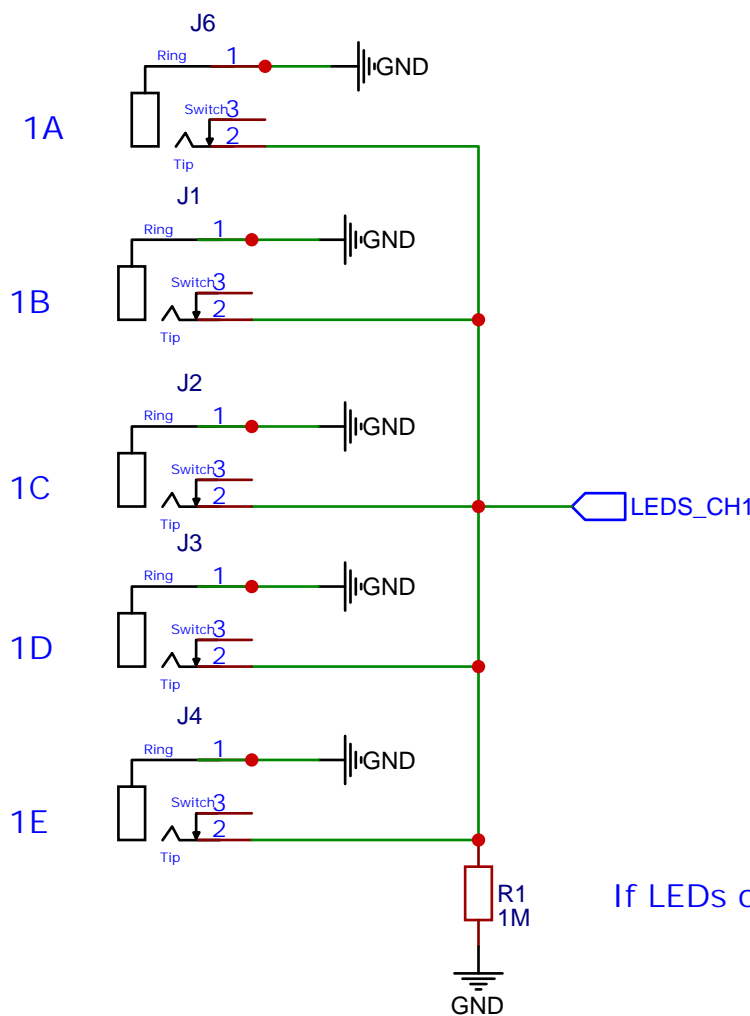 J6
Ring 1
GND
1A
Switch 3
2
Tip
J1
Ring 1
GND
1B
Switch 3
2
Tip
J2
Ring 1
GND
1C
Switch 3
2
LEDS_CH1
Tip
J3
Ring 1
GND
1D
Switch 3
2
Tip
J4
Ring 1
GND
1E
Switch 3
2
Tip
R1
1M
If LEDs
GND